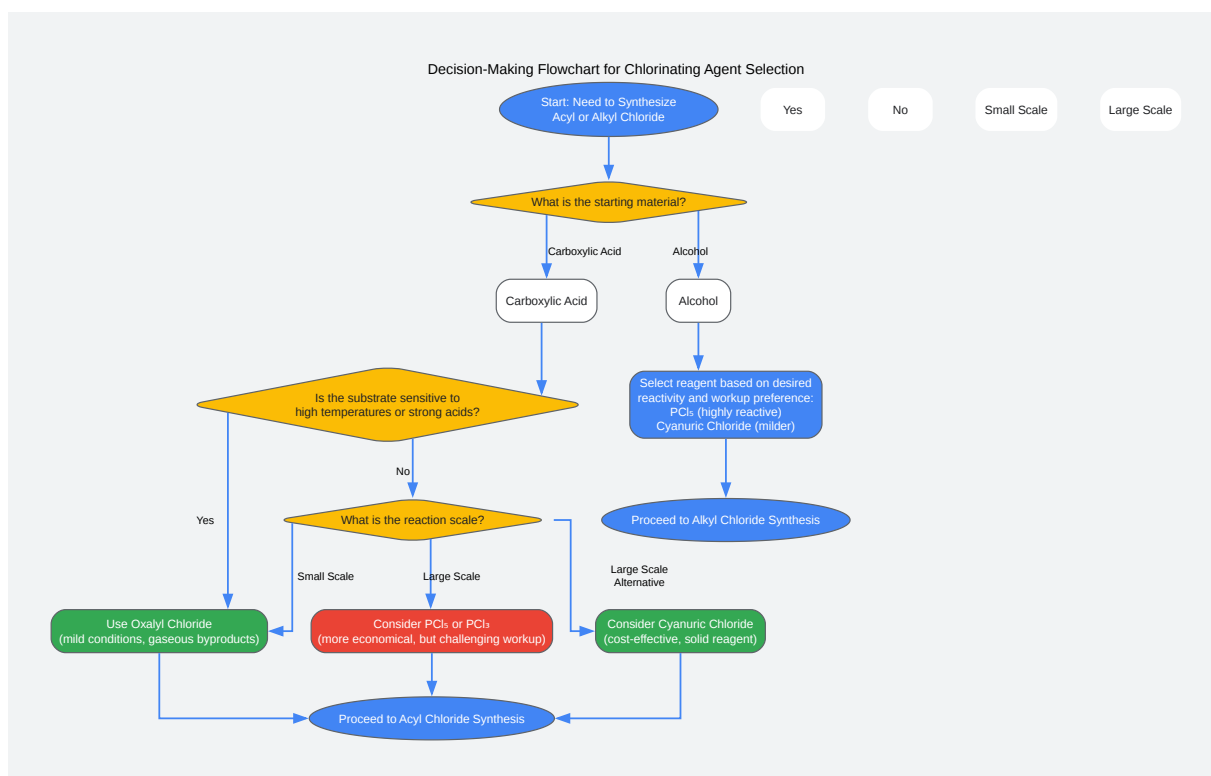 Decision-Making Flowchart for Chlorinating Agent Selection
Start: Need to Synthesize
Acyl or Alkyl Chloride
Yes
No
Small Scale
Large Scale
What is the starting material?
Carboxylic Acid
Alcohol
Carboxylic Acid
Alcohol
Is the substrate sensitive to
high temperatures or strong acids?
Select reagent based on desired
reactivity and workup preference:
PCl₅ (highly reactive)
Cyanuric Chloride (milder)
No
Yes
What is the reaction scale?
Proceed to Alkyl Chloride Synthesis
Small Scale
Large Scale
Large Scale
Alternative
Use Oxalyl Chloride
(mild conditions, gaseous byproducts)
Consider PCl₅ or PCl₃
(more economical, but challenging workup)
Consider Cyanuric Chloride
(cost-effective, solid reagent)
Proceed to Acyl Chloride Synthesis